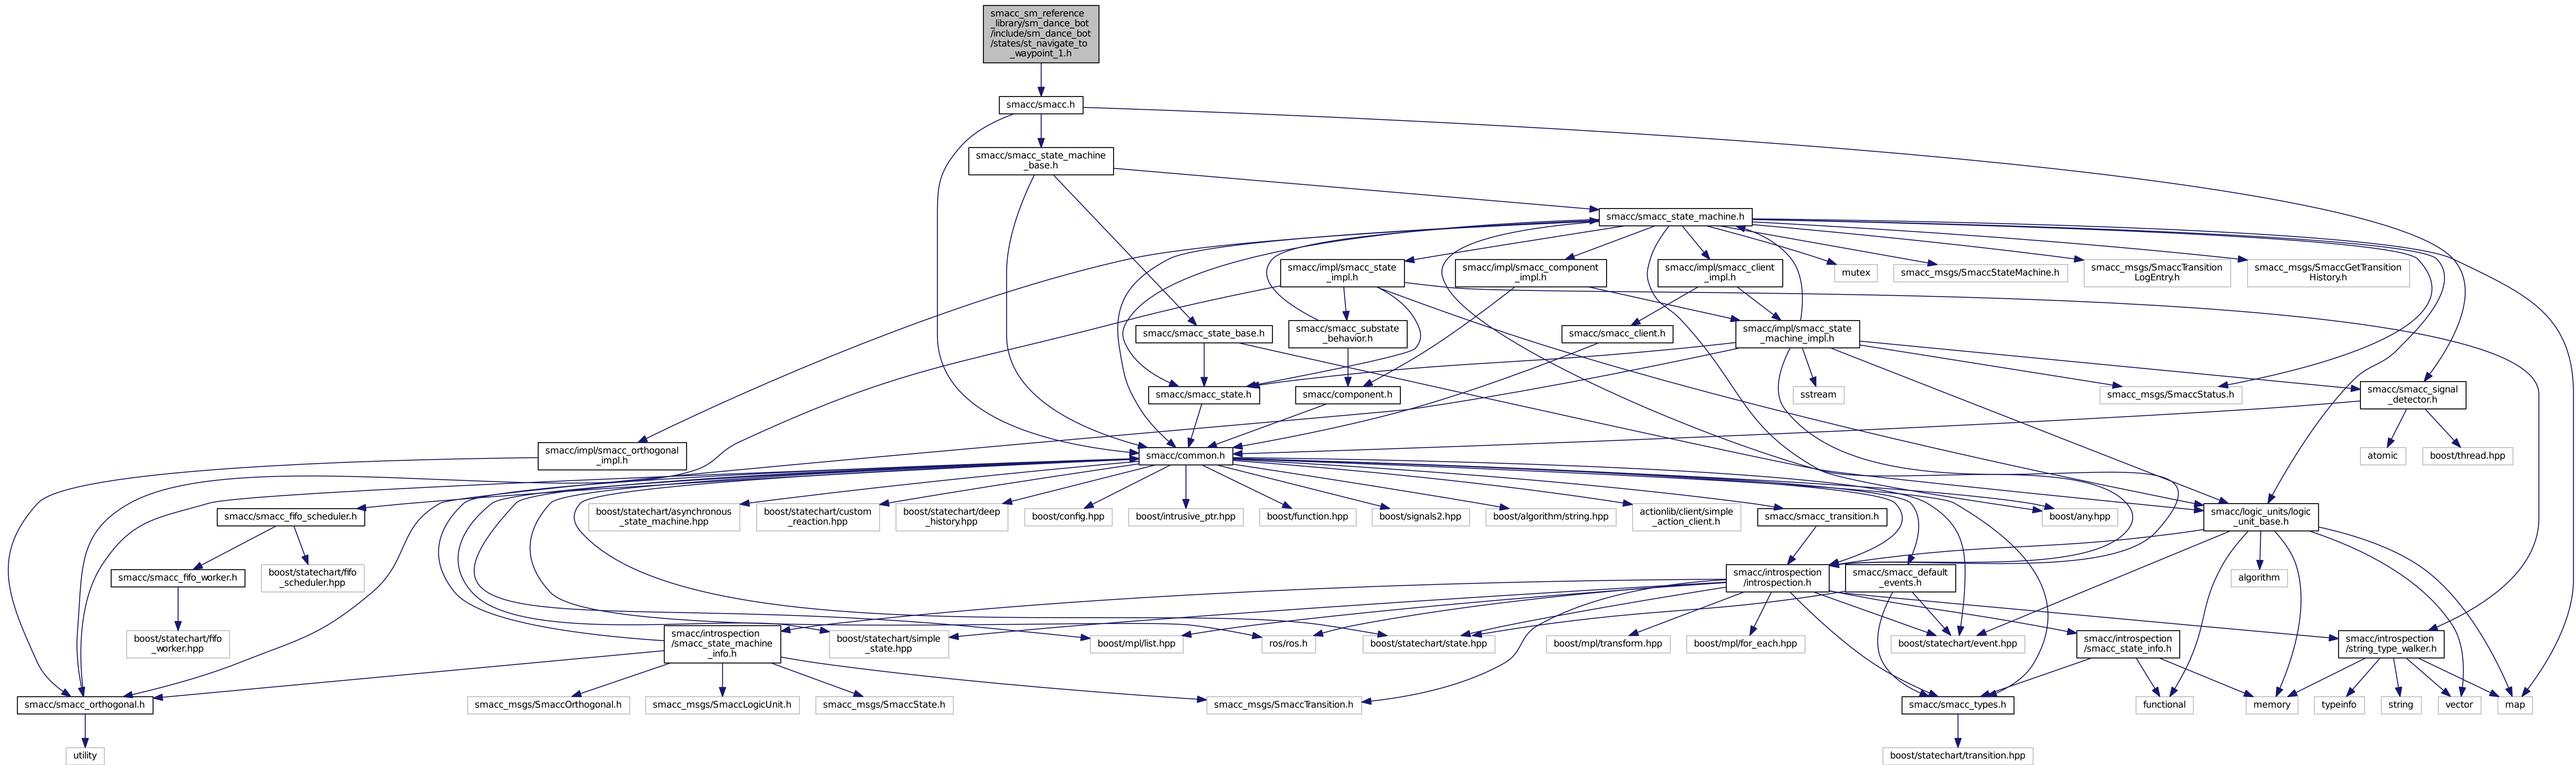 smacc_sm_reference
_library/sm_dance_bot
/include/sm_dance_bot
/states/st_navigate_to
_waypoint_1.h
smacc/smacc.h
smacc/smacc_state_machine
_base.h
smacc/smacc_state_machine.h
smacc/impl/smacc_state
_impl.h
smacc/impl/smacc_component
_impl.h
smacc/impl/smacc_client
_impl.h
mutex
smacc_msgs/SmaccStateMachine.h
smacc_msgs/SmaccTransition
LogEntry.h
smacc_msgs/SmaccGetTransition
History.h
smacc/smacc_state_base.h
smacc/smacc_substate
_behavior.h
smacc/smacc_client.h
smacc/impl/smacc_state
_machine_impl.h
smacc/smacc_state.h
smacc/component.h
sstream
smacc_msgs/SmaccStatus.h
smacc/smacc_signal
_detector.h
smacc/impl/smacc_orthogonal
_impl.h
smacc/common.h
atomic
boost/thread.hpp
smacc/smacc_fifo_scheduler.h
boost/statechart/asynchronous
_state_machine.hpp
boost/statechart/custom
_reaction.hpp
boost/statechart/deep
_history.hpp
boost/config.hpp
boost/intrusive_ptr.hpp
boost/function.hpp
boost/signals2.hpp
boost/algorithm/string.hpp
actionlib/client/simple
_action_client.h
smacc/smacc_transition.h
boost/any.hpp
smacc/logic_units/logic
_unit_base.h
smacc/smacc_fifo_worker.h
boost/statechart/fifo
_scheduler.hpp
smacc/introspection
/introspection.h
smacc/smacc_default
_events.h
algorithm
boost/statechart/fifo
_worker.hpp
smacc/introspection
/smacc_state_machine
_info.h
boost/statechart/simple
_state.hpp
boost/mpl/list.hpp
ros/ros.h
boost/statechart/state.hpp
boost/mpl/transform.hpp
boost/mpl/for_each.hpp
boost/statechart/event.hpp
smacc/introspection
/smacc_state_info.h
smacc/introspection
/string_type_walker.h
smacc/smacc_orthogonal.h
smacc_msgs/SmaccOrthogonal.h
smacc_msgs/SmaccLogicUnit.h
smacc_msgs/SmaccState.h
smacc_msgs/SmaccTransition.h
smacc/smacc_types.h
functional
memory
typeinfo
string
vector
map
utility
boost/statechart/transition.hpp